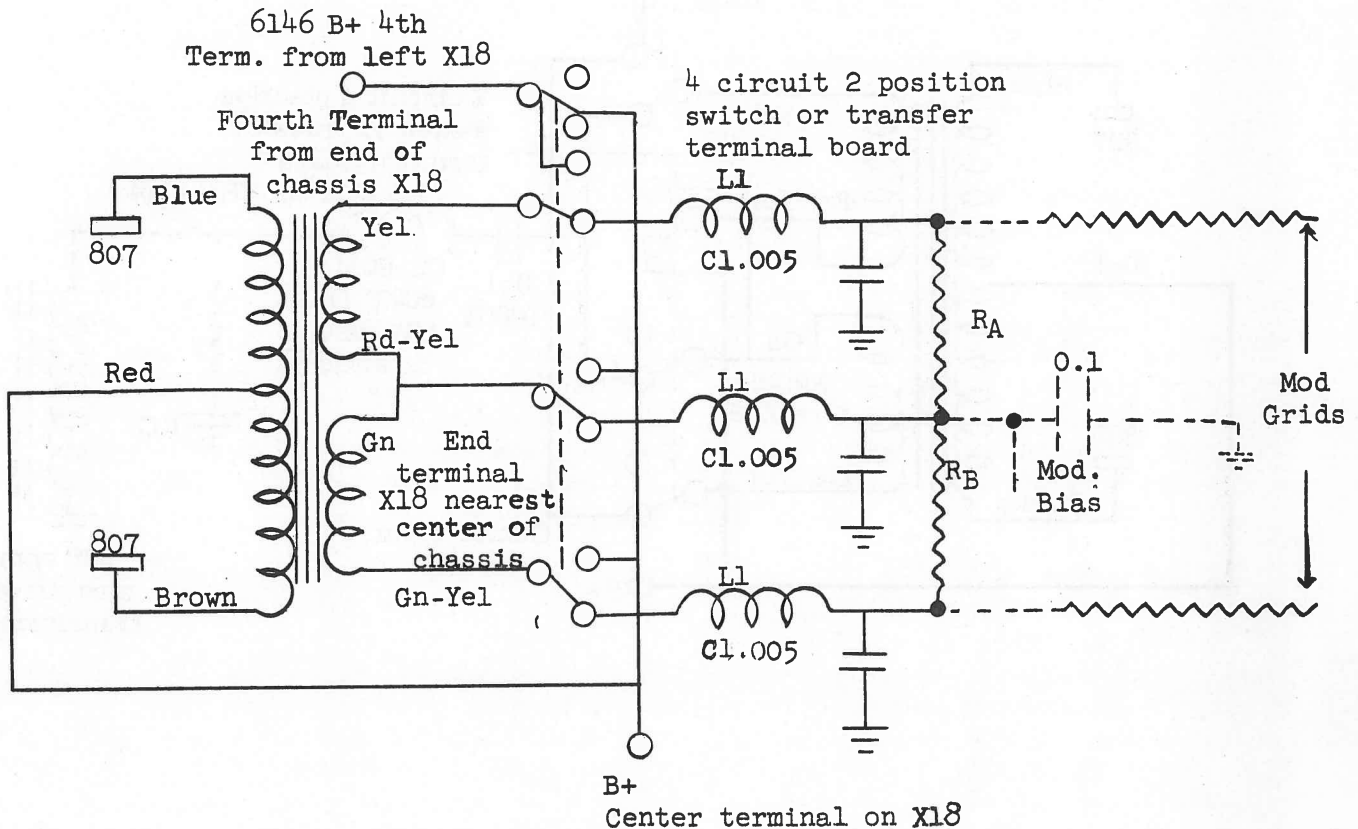 6146 B+ 4th
Term. from left X18
Fourth Terminal
from end of
chassis X18
4 circuit 2 position
switch or transfer
terminal board
Blue
807
Yel.
L1
C1.005
RA
Rd-Yel
Red
0.1
Mod
Grids
L1
C1.005
RB
Mod.
Bias
Gn
End
terminal
X18 nearest
center of
chassis
807
Brown
Gn-Yel
L1
C1.005
B+
Center terminal on X18